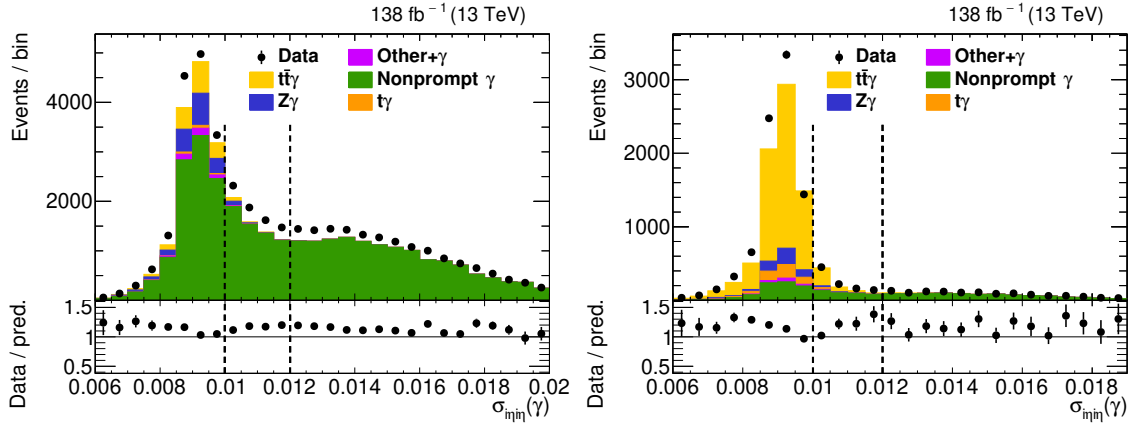 138 fb⁻¹ (13 TeV)
Events / bin
Data
tt̄γ
Zγ
Other+γ
Nonprompt γ
tγ
4000
2000
Data / pred.
1.5
1
0.5
0.006 0.008 0.01 0.012 0.014 0.016 0.018 0.02
σiηiη(γ)
138 fb⁻¹ (13 TeV)
Events / bin
Data
tt̄γ
Zγ
Other+γ
Nonprompt γ
tγ
3600
2400
1200
Data / pred.
1.5
1
0.5
0.006 0.008 0.01 0.012 0.014 0.016 0.018
σiηiη(γ)